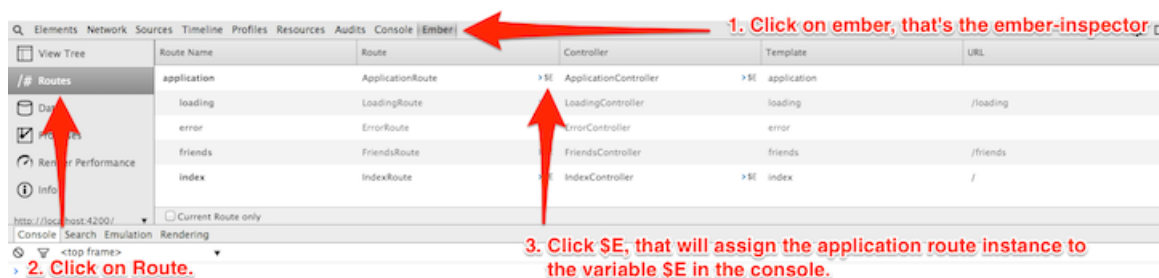 1. Click on ember, that's the ember-inspector
Elements Network Sources Timeline Profiles Resources Audits Console Ember
View Tree Route Name Route Controller Template URL
/# Routes application ApplicationRoute >$E ApplicationController >$E application
loading LoadingRoute LoadingController loading /loading
error ErrorRoute ErrorController error
Render Performance friends FriendsRoute FriendsController friends /friends
Info index IndexRoute IndexController >$E index /
http://localhost:4200/ Current Route only
Console Search Emulation Rendering
<top frame>
3. Click $E, that will assign the application route instance to
the variable $E in the console.
> 2. Click on Route.